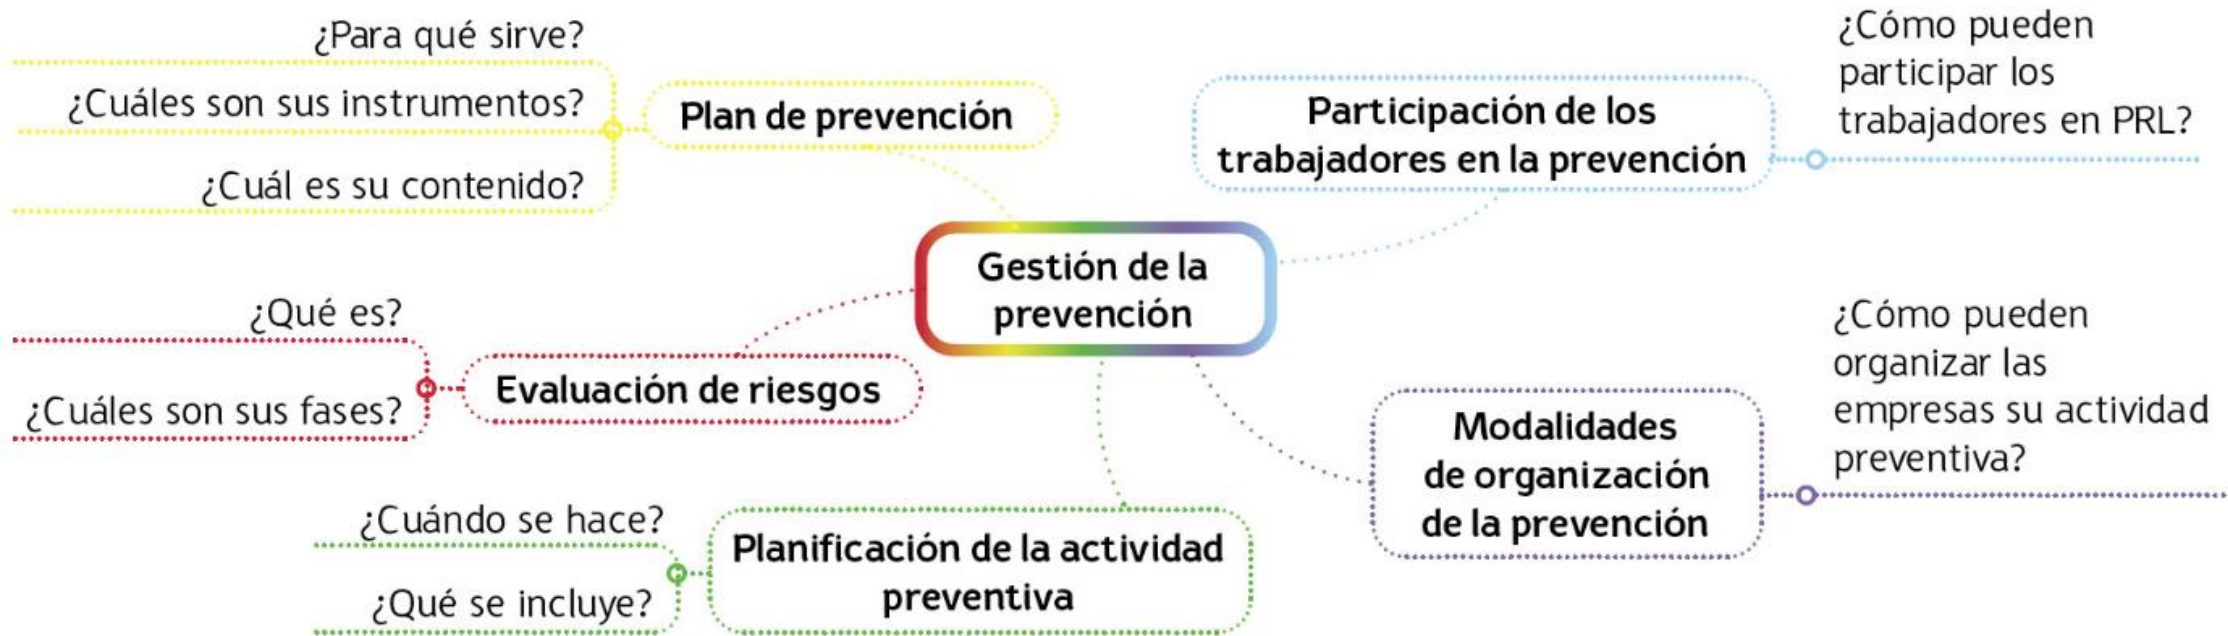 ¿Para qué sirve?
¿Cuáles son sus instrumentos?
¿Cuál es su contenido?
Plan de prevención
Participación de los
trabajadores en la prevención
¿Cómo pueden
participar los
trabajadores en PRL?
Gestión de la
prevención
¿Qué es?
¿Cuáles son sus fases?
Evaluación de riesgos
Modalidades
de organización
de la prevención
¿Cómo pueden
organizar las
empresas su actividad
preventiva?
¿Cuándo se hace?
¿Qué se incluye?
Planificación de la actividad
preventiva